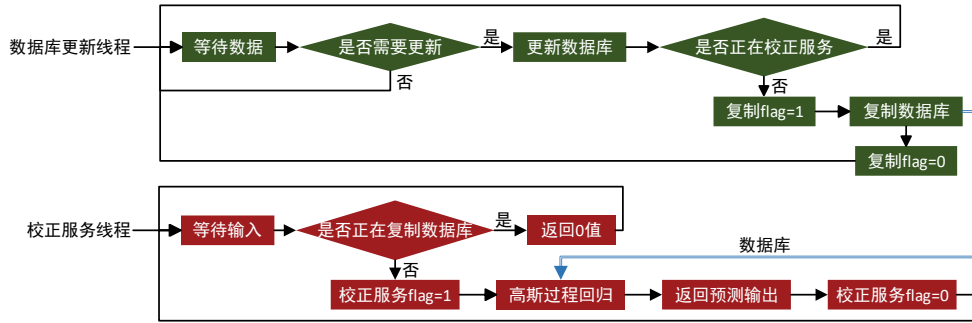 数据库更新线程
等待数据
是否需要更新
是
更新数据库
是否正在校正服务
是
否
否
复制flag=1
复制数据库
复制flag=0
校正服务线程
等待输入
是否正在复制数据库
是
返回0值
否
数据库
校正服务flag=1
高斯过程回归
返回预测输出
校正服务flag=0